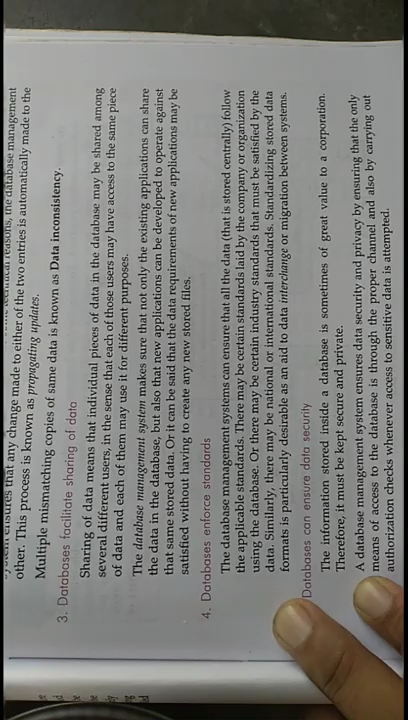 system ensures that any change made to either of the two entries is automatically made to the
other. This process is known as propagating updates.
Multiple mismatching copies of same data is known as Data inconsistency.
3. Databases facilitate sharing of data
Sharing of data means that individual pieces of data in the database may be shared among
several different users, in the sense that each of those users may have access to the same piece
of data and each of them may use it for different purposes.
The database management system makes sure that not only the existing applications can share
the data in the database, but also that new applications can be developed to operate against
that same stored data. Or it can be said that the data requirements of new applications may be
satisfied without having to create any new stored files.
4. Databases enforce standards
The database management systems can ensure that all the data (that is stored centrally) follow
the applicable standards. There may be certain standards laid by the company or organization
using the database. Or there may be certain industry standards that must be satisfied by the
data. Similarly, there may be national or international standards. Standardizing stored data
formats is particularly desirable as an aid to data interchange or migration between systems.
Databases can ensure data security
The information stored inside a database is sometimes of great value to a corporation.
Therefore, it must be kept secure and private.
A database management system ensures data security and privacy by ensuring that the only
means of access to the database is through the proper channel and also by carrying out
authorization checks whenever access to sensitive data is attempted.